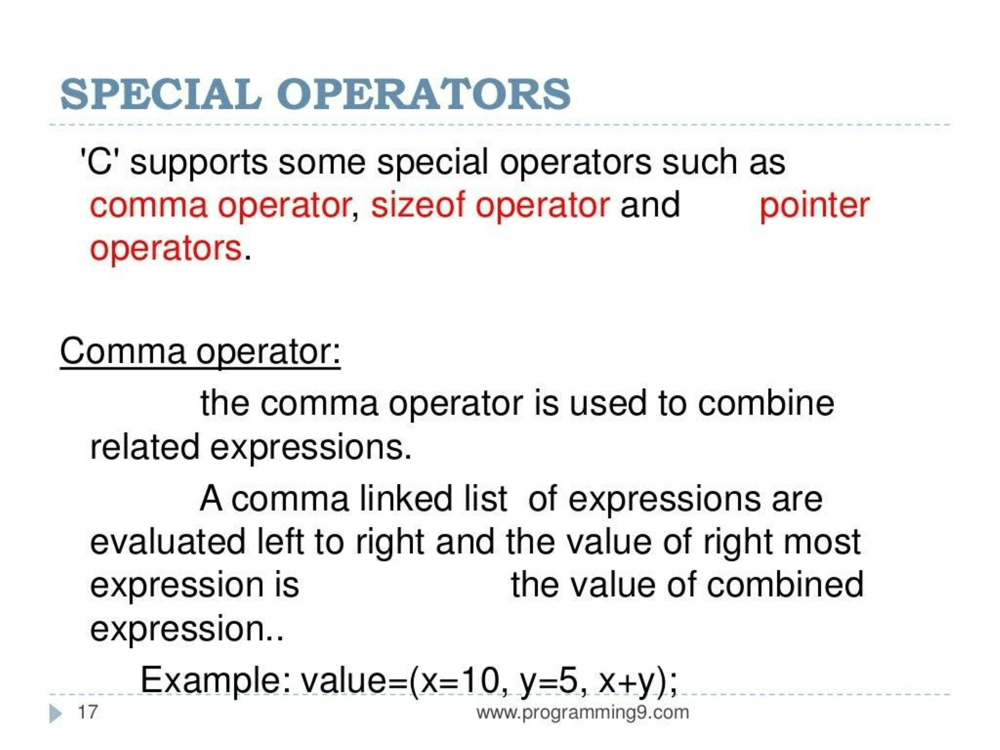 SPECIAL OPERATORS
'C' supports some special operators such as
comma operator, sizeof operator and pointer
operators.
Comma operator:
the comma operator is used to combine
related expressions.
A comma linked list of expressions are
evaluated left to right and the value of right most
expression is the value of combined
expression..
Example: value=(x=10, y=5, x+y);
17 www.programming9.com